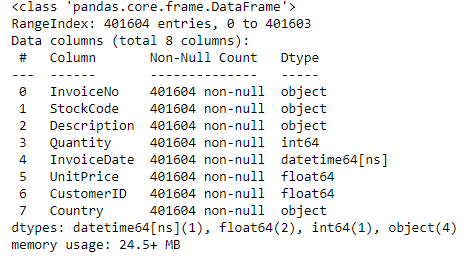 <class 'pandas.core.frame.DataFrame'>
RangeIndex: 401604 entries, 0 to 401603
Data columns (total 8 columns):
 #   Column       Non-Null Count   Dtype
---  ------       --------------   -----
 0   InvoiceNo    401604 non-null  object
 1   StockCode    401604 non-null  object
 2   Description  401604 non-null  object
 3   Quantity     401604 non-null  int64
 4   InvoiceDate  401604 non-null  datetime64[ns]
 5   UnitPrice    401604 non-null  float64
 6   CustomerID   401604 non-null  float64
 7   Country      401604 non-null  object
dtypes: datetime64[ns](1), float64(2), int64(1), object(4)
memory usage: 24.5+ MB